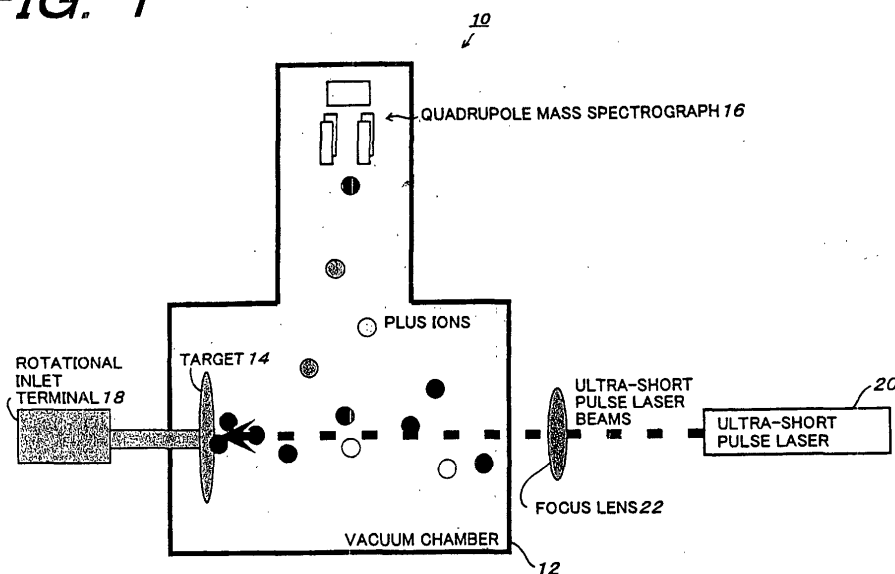 FIG. 1
10
QUADRUPOLE MASS SPECTROGRAPH 16
PLUS IONS
ROTATIONAL
INLET
TERMINAL 18
TARGET 14
ULTRA-SHORT
PULSE LASER
BEAMS
20
ULTRA-SHORT
PULSE LASER
FOCUS LENS 22
VACUUM CHAMBER
12